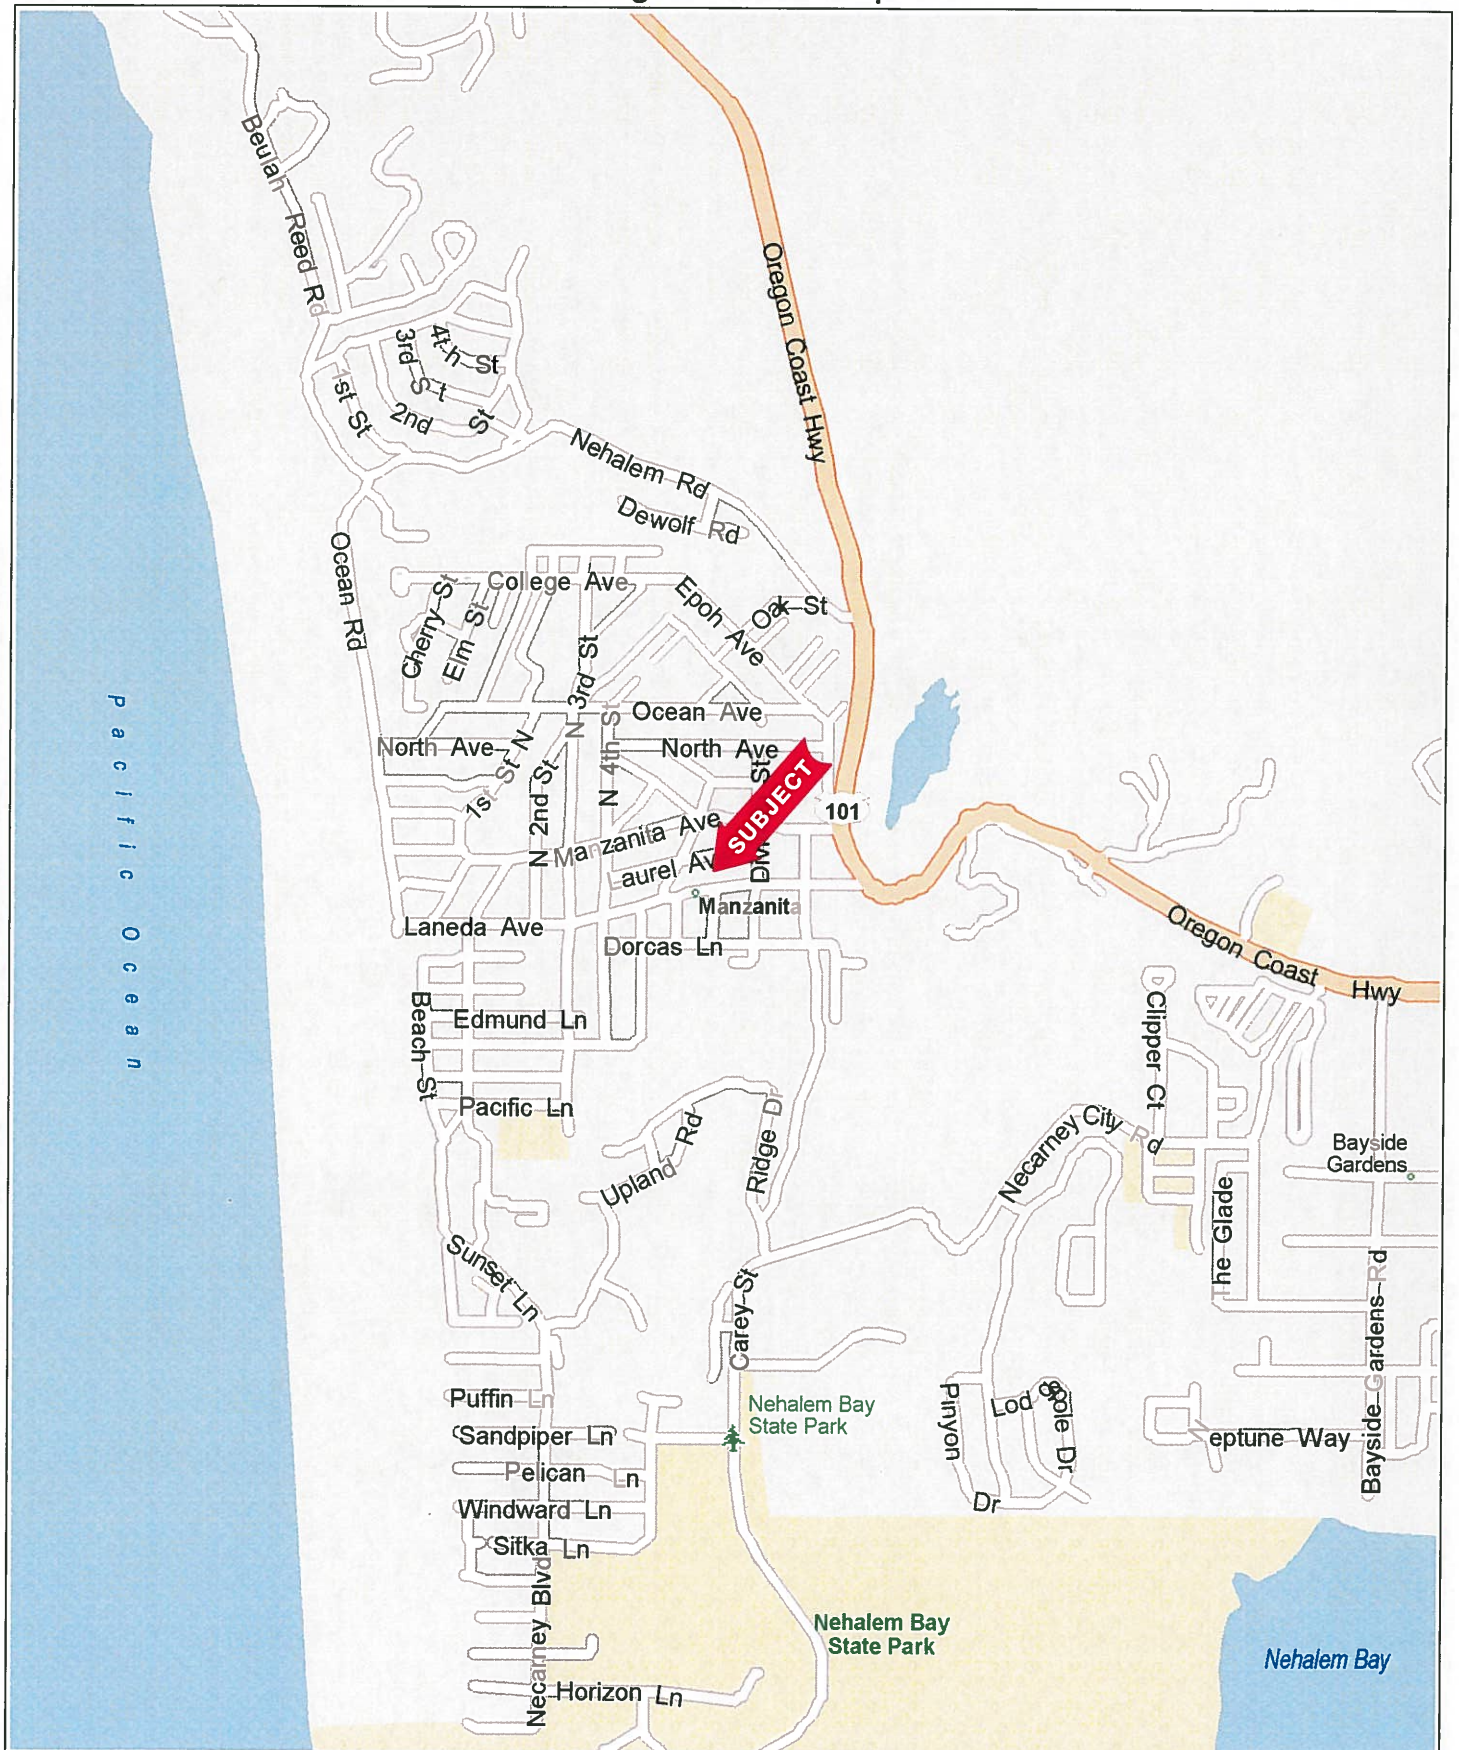 Beulah Reed Rd
Oregon Coast Hwy
4th St
3rd St
1st St
2nd St
Nehalem Rd
Dewolf Rd
Ocean Rd
College Ave
Cherry St
Elm St
Epoh Ave
Oak St
N 3rd St
Ocean Ave
North Ave
N 1st St
N 2nd St
N 4th St
North Ave
SUBJECT
101
Manzanita Ave
Laurel Av
Manzanita
Laneda Ave
Dorcas Ln
Oregon Coast Hwy
Pacific Ocean
Beach St
Edmund Ln
Pacific Ln
Clipper Ct
Necarney City Rd
Bayside
Gardens
Upland Rd
Ridge Dr
The Glade
Sunset Ln
Carey St
Bayside Gardens Rd
Puffin Ln
Nehalem Bay
State Park
Pinyon Dr
Lodgepole Dr
Neptune Way
Sandpiper Ln
Pelican Ln
Windward Ln
Sitka Ln
Necarney Blvd
Nehalem Bay
State Park
Nehalem Bay
Horizon Ln